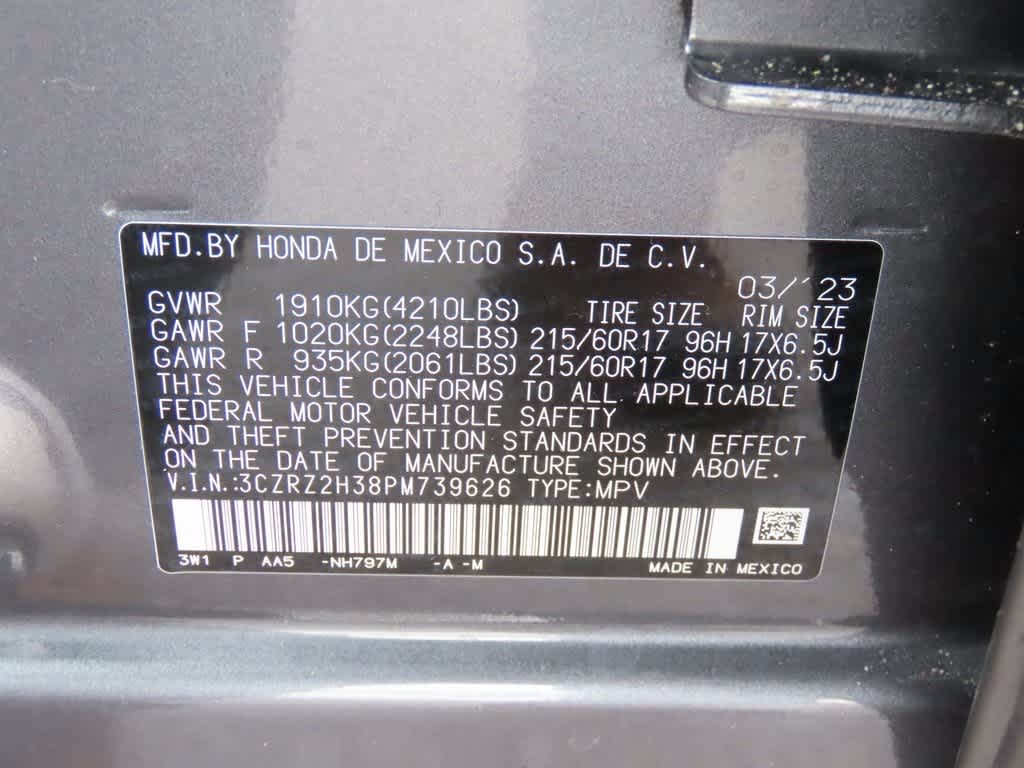 MFD.BY HONDA DE MEXICO S.A. DE C.V.
03/'23
GVWR 1910KG(4210LBS) TIRE SIZE RIM SIZE
GAWR F 1020KG(2248LBS) 215/60R17 96H 17X6.5J
GAWR R 935KG(2061LBS) 215/60R17 96H 17X6.5J
THIS VEHICLE CONFORMS TO ALL APPLICABLE
FEDERAL MOTOR VEHICLE SAFETY
AND THEFT PREVENTION STANDARDS IN EFFECT
ON THE DATE OF MANUFACTURE SHOWN ABOVE.
V.I.N.:3CZRZ2H38PM739626 TYPE:MPV
3W1 P AA5 -NH797M -A -M MADE IN MEXICO